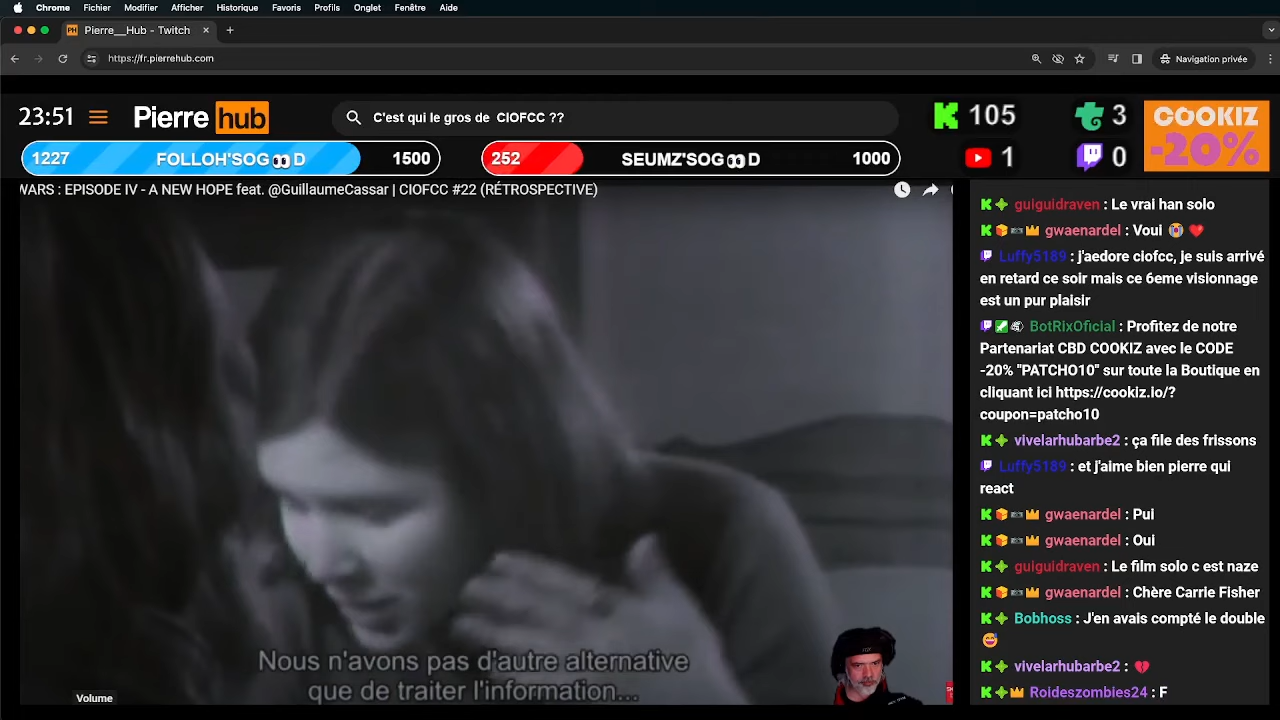 Chrome Fichier Modifier Afficher Historique Favoris Profils Onglet Fenêtre Aide
PH Pierre__Hub - Twitch
https://fr.pierrehub.com
Navigation privée
23:51
Pierre hub
C'est qui le gros de CIOFCC ??
105
3
1
0
COOKIZ
-20%
1227 FOLLOH'SOG👀D 1500
252 SEUMZ'SOG👀D 1000
WARS : EPISODE IV - A NEW HOPE feat. @GuillaumeCassar | CIOFCC #22 (RÉTROSPECTIVE)
Nous n'avons pas d'autre alternative
que de traiter l'information...
Volume
guiguidraven : Le vrai han solo
gwaenardel : Voui 😭 ❤️
Luffy5189 : j'aedore ciofcc, je suis arrivé
en retard ce soir mais ce 6eme visionnage
est un pur plaisir
BotRixOficial : Profitez de notre
Partenariat CBD COOKIZ avec le CODE
-20% "PATCHO10" sur toute la Boutique en
cliquant ici https://cookiz.io/?
coupon=patcho10
vivelarhubarbe2 : ça file des frissons
Luffy5189 : et j'aime bien pierre qui
react
gwaenardel : Pui
gwaenardel : Oui
guiguidraven : Le film solo c est naze
gwaenardel : Chère Carrie Fisher
Bobhoss : J'en avais compté le double
😅
vivelarhubarbe2 : 💔
Roideszombies24 : F